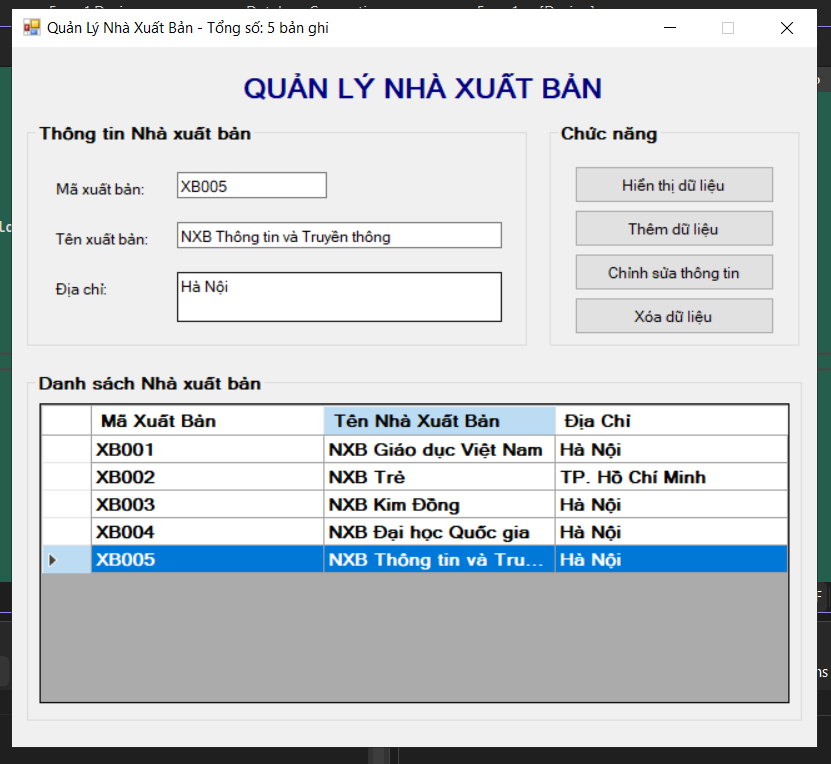 Quản Lý Nhà Xuất Bản - Tổng số: 5 bản ghi
QUẢN LÝ NHÀ XUẤT BẢN
Thông tin Nhà xuất bản
Mã xuất bản: XB005
Tên xuất bản: NXB Thông tin và Truyền thông
Địa chỉ: Hà Nội
Chức năng
Hiển thị dữ liệu
Thêm dữ liệu
Chỉnh sửa thông tin
Xóa dữ liệu
Danh sách Nhà xuất bản
Mã Xuất Bản Tên Nhà Xuất Bản Địa Chỉ
XB001 NXB Giáo dục Việt Nam Hà Nội
XB002 NXB Trẻ TP. Hồ Chí Minh
XB003 NXB Kim Đồng Hà Nội
XB004 NXB Đại học Quốc gia Hà Nội
XB005 NXB Thông tin và Tru... Hà Nội